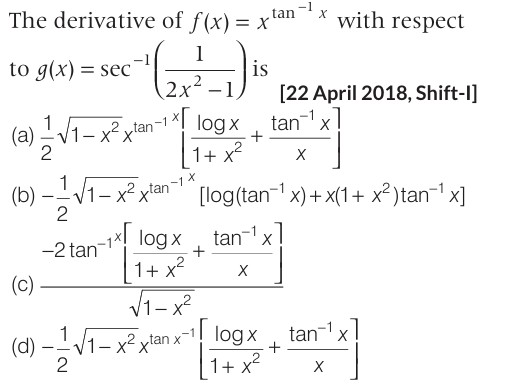 The derivative of f(x) = x^{tan^{-1} x} with respect
to g(x) = sec^{-1}(1/(2x^2 - 1)) is
[22 April 2018, Shift-I]
(a) 1/2 √(1- x^2) x^{tan^{-1} x} [log x/(1+ x^2) + tan^{-1} x/x]
(b) -1/2 √(1- x^2) x^{tan^{-1} x} [log(tan^{-1} x)+x(1+ x^2)tan^{-1} x]
(c) -2 tan^{-1 x} [log x/(1+ x^2) + tan^{-1} x/x] / √(1- x^2)
(d) -1/2 √(1- x^2) x^{tan x^{-1}} [log x/(1+ x^2) + tan^{-1} x/x]